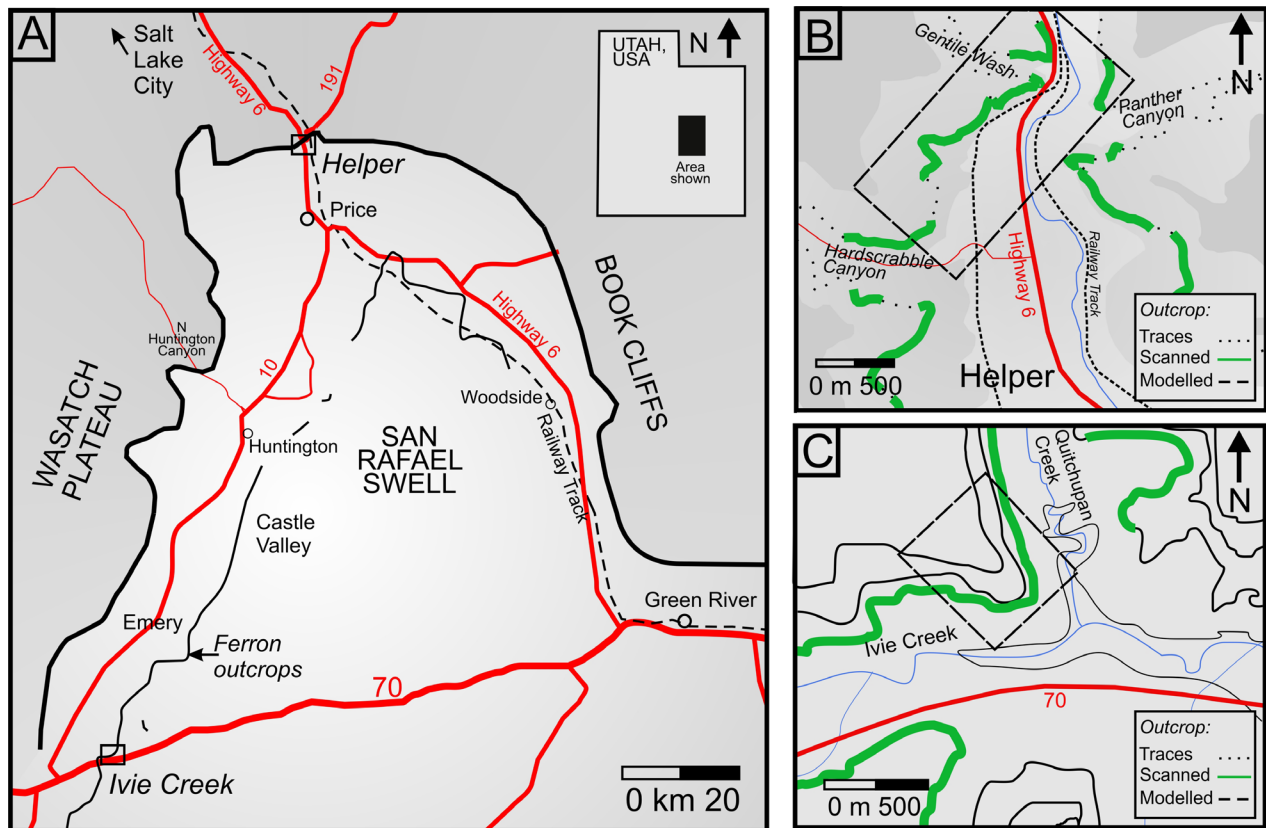 A
Salt
Lake
City
Highway 6
191
UTAH,
USA
N
Area
shown
Helper
Price
BOOK CLIFFS
Highway 6
N
Huntington
Canyon
10
WASATCH
PLATEAU
Woodside
Railway Track
Huntington
SAN
RAFAEL
SWELL
Castle
Valley
Emery
Ferron
outcrops
Green River
70
Ivie Creek
0 km 20
B
Gentile Wash
N
Ranther
Canyon
Hardscrabble
Canyon
Highway 6
Railway Track
Outcrop:
Traces
Scanned
Modelled
0 m 500
Helper
C
Quitchupan
Creek
N
Ivie Creek
70
Outcrop:
Traces
Scanned
Modelled
0 m 500